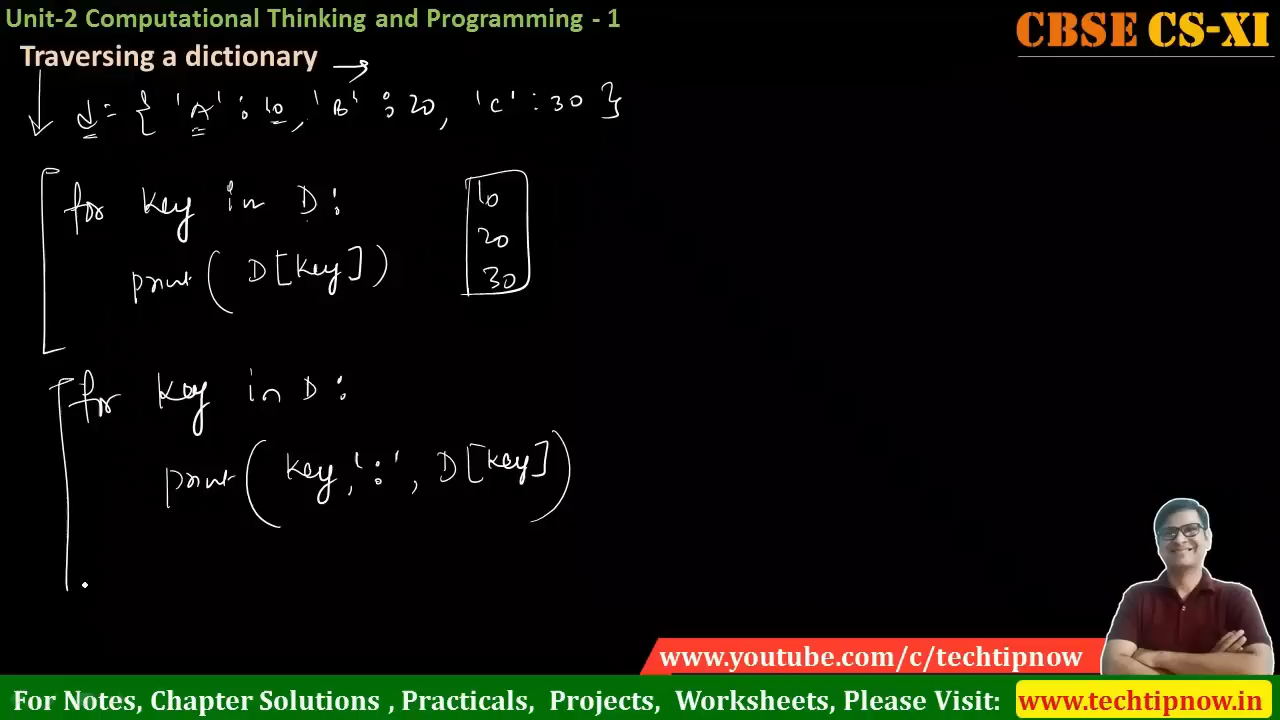 Unit-2 Computational Thinking and Programming - 1
CBSE CS-XI
Traversing a dictionary
d = { 'A' : 10, 'B' : 20, 'C' : 30 }
for key in D:
print( D[key])
10
20
30
for key in D:
print( key, ':', D[key])
www.youtube.com/c/techtipnow
For Notes, Chapter Solutions , Practicals, Projects, Worksheets, Please Visit: www.techtipnow.in